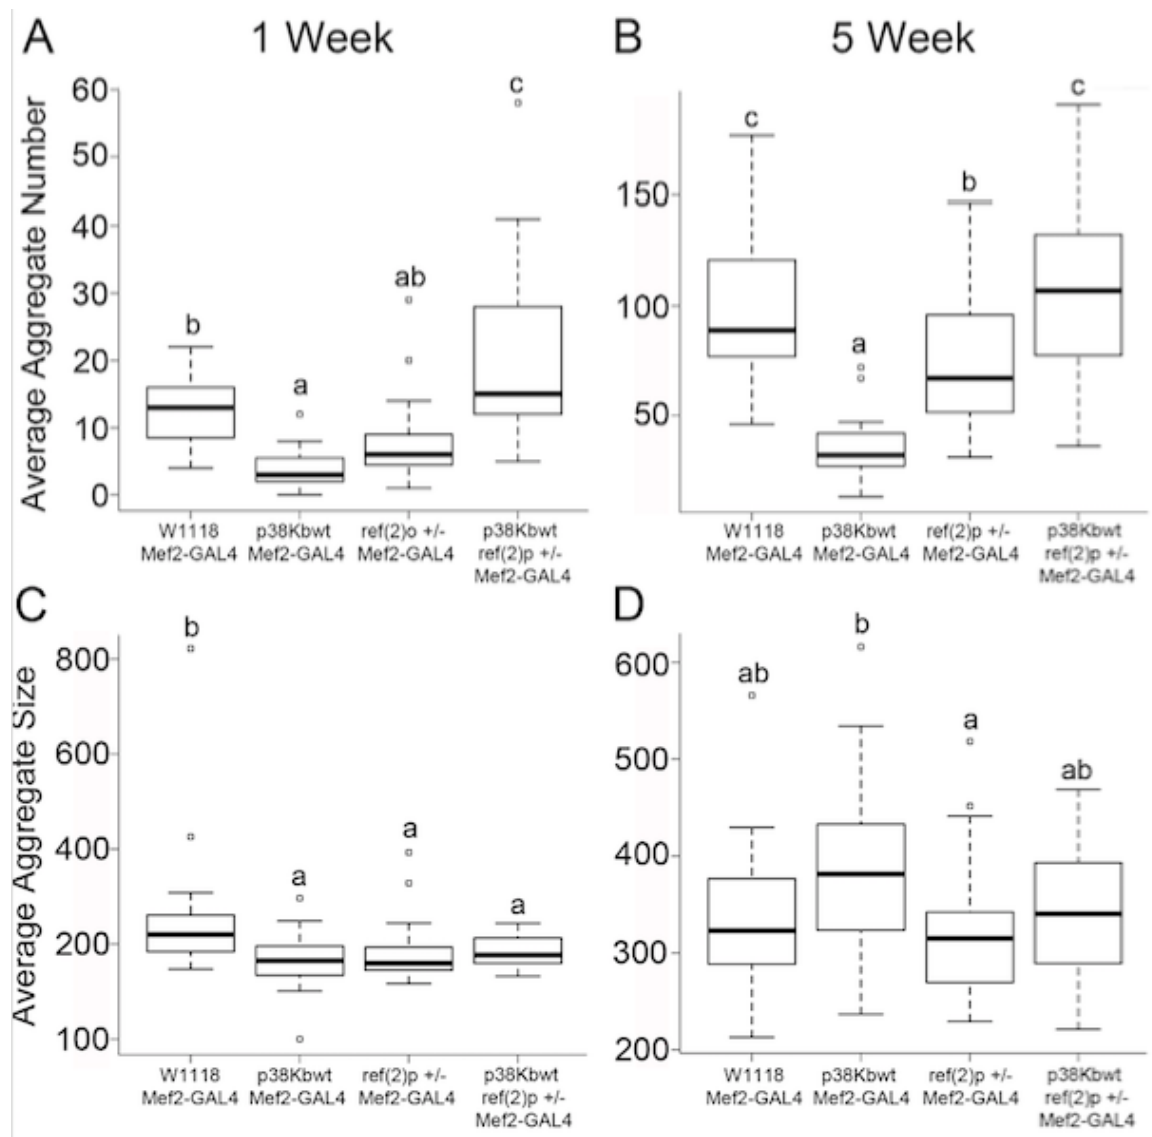 A
1 Week
B
5 Week
Average Aggregate Number
60
50
40
30
20
10
0
b
a
ab
c
W1118
Mef2-GAL4
p38Kbwt
Mef2-GAL4
ref(2)o +/-
Mef2-GAL4
p38Kbwt
ref(2)p +/-
Mef2-GAL4
150
100
50
c
a
b
c
W1118
Mef2-GAL4
p38Kbwt
Mef2-GAL4
ref(2)p +/-
Mef2-GAL4
p38Kbwt
ref(2)p +/-
Mef2-GAL4
C
Average Aggregate Size
800
600
400
200
100
b
a
a
a
W1118
Mef2-GAL4
p38Kbwt
Mef2-GAL4
ref(2)p +/-
Mef2-GAL4
p38Kbwt
ref(2)p +/-
Mef2-GAL4
D
600
500
400
300
200
ab
b
a
ab
W1118
Mef2-GAL4
p38Kbwt
Mef2-GAL4
ref(2)p +/-
Mef2-GAL4
p38Kbwt
ref(2)p +/-
Mef2-GAL4